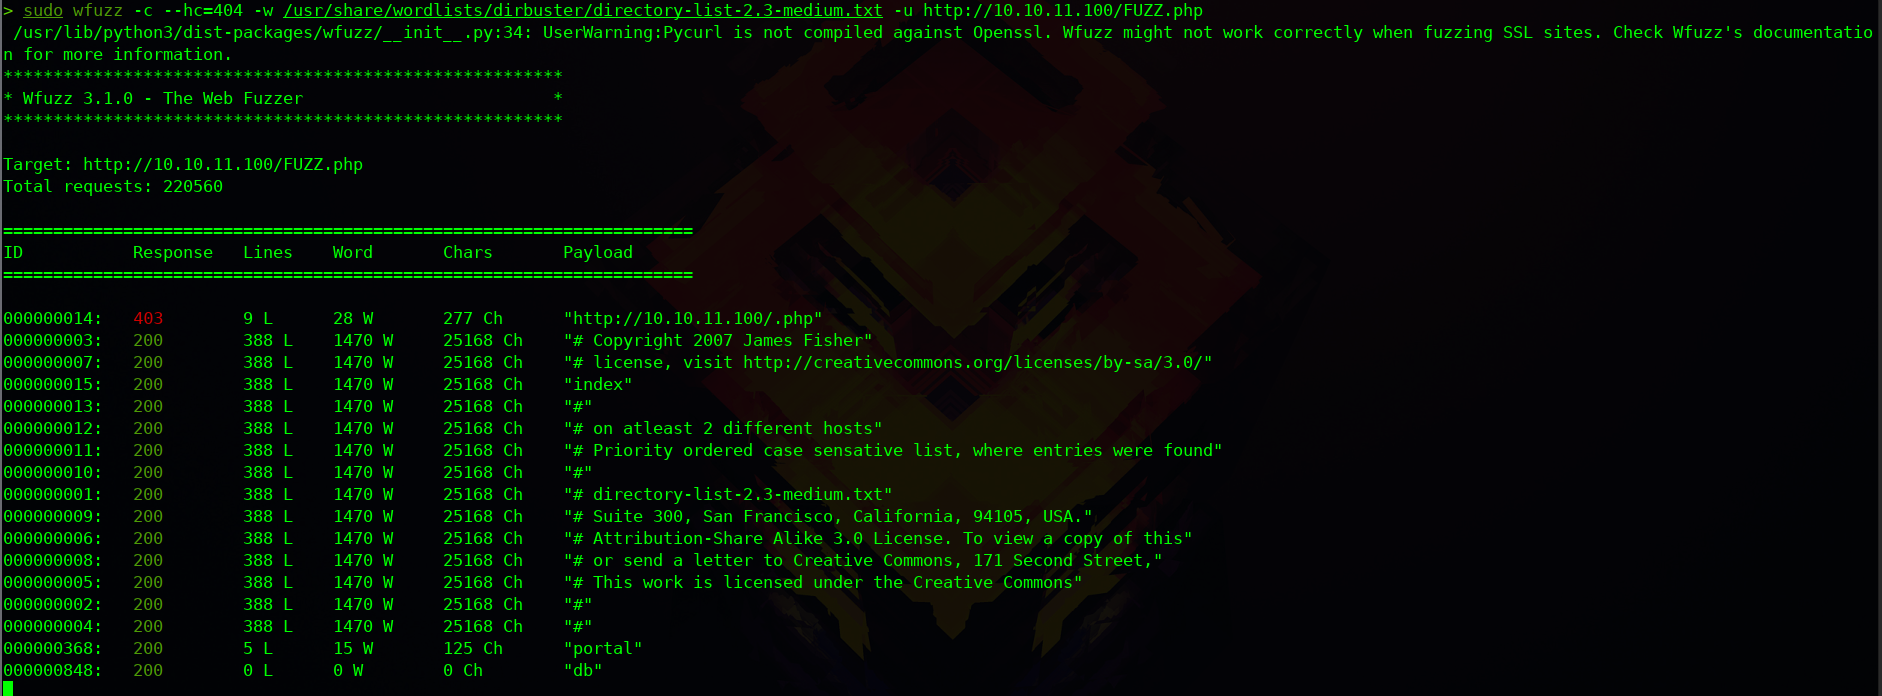 > sudo wfuzz -c --hc=404 -w /usr/share/wordlists/dirbuster/directory-list-2.3-medium.txt -u http://10.10.11.100/FUZZ.php
/usr/lib/python3/dist-packages/wfuzz/__init__.py:34: UserWarning:Pycurl is not compiled against Openssl. Wfuzz might not work correctly when fuzzing SSL sites. Check Wfuzz's documentatio
n for more information.
********************************************************
* Wfuzz 3.1.0 - The Web Fuzzer                         *
********************************************************
Target: http://10.10.11.100/FUZZ.php
Total requests: 220560
=====================================================================
ID           Response   Lines    Word       Chars       Payload
=====================================================================
000000014:   403        9 L      28 W       277 Ch      "http://10.10.11.100/.php"
000000003:   200        388 L    1470 W     25168 Ch    "# Copyright 2007 James Fisher"
000000007:   200        388 L    1470 W     25168 Ch    "# license, visit http://creativecommons.org/licenses/by-sa/3.0/"
000000015:   200        388 L    1470 W     25168 Ch    "index"
000000013:   200        388 L    1470 W     25168 Ch    "#"
000000012:   200        388 L    1470 W     25168 Ch    "# on atleast 2 different hosts"
000000011:   200        388 L    1470 W     25168 Ch    "# Priority ordered case sensative list, where entries were found"
000000010:   200        388 L    1470 W     25168 Ch    "#"
000000001:   200        388 L    1470 W     25168 Ch    "# directory-list-2.3-medium.txt"
000000009:   200        388 L    1470 W     25168 Ch    "# Suite 300, San Francisco, California, 94105, USA."
000000006:   200        388 L    1470 W     25168 Ch    "# Attribution-Share Alike 3.0 License. To view a copy of this"
000000008:   200        388 L    1470 W     25168 Ch    "# or send a letter to Creative Commons, 171 Second Street,"
000000005:   200        388 L    1470 W     25168 Ch    "# This work is licensed under the Creative Commons"
000000002:   200        388 L    1470 W     25168 Ch    "#"
000000004:   200        388 L    1470 W     25168 Ch    "#"
000000368:   200        5 L      15 W       125 Ch      "portal"
000000848:   200        0 L      0 W        0 Ch        "db"